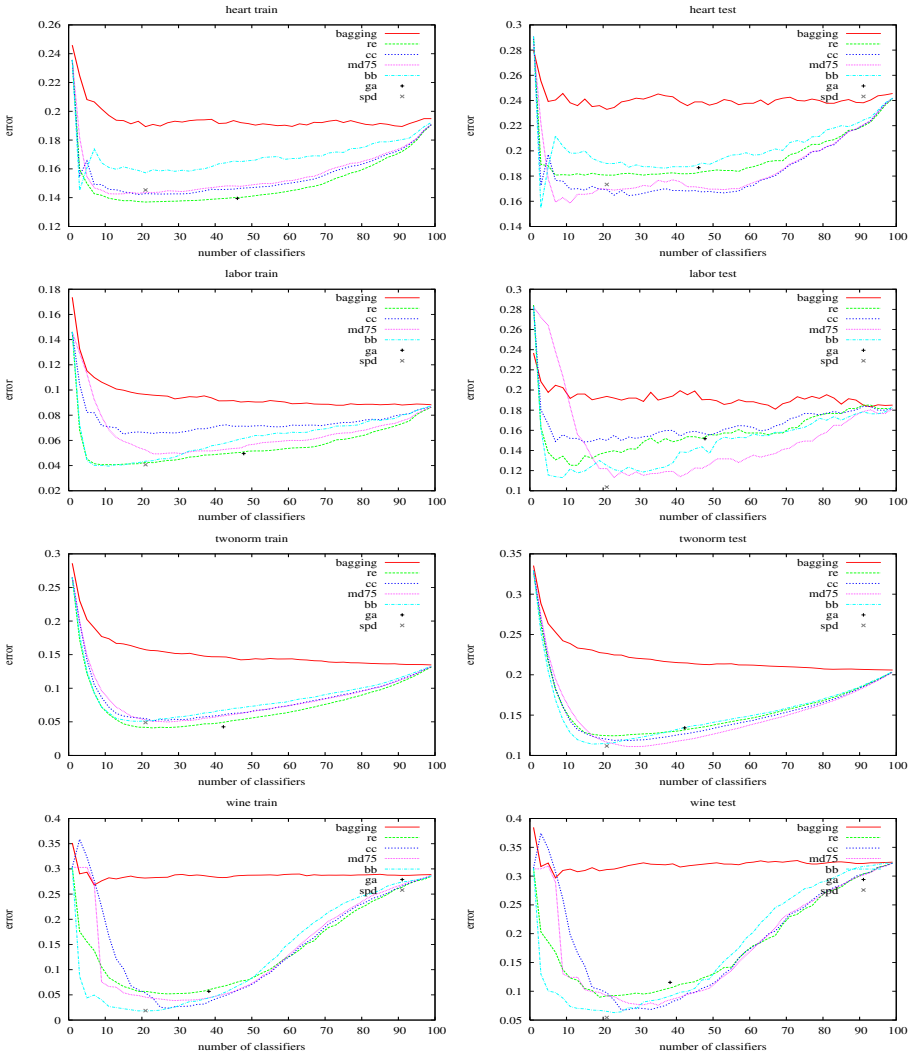 heart train
error
0.26
0.24
0.22
0.2
0.18
0.16
0.14
0.12
0 10 20 30 40 50 60 70 80 90 100
number of classifiers
bagging
re
cc
md75
bb
ga
spd
heart test
error
0.3
0.28
0.26
0.24
0.22
0.2
0.18
0.16
0.14
0 10 20 30 40 50 60 70 80 90 100
number of classifiers
bagging
re
cc
md75
bb
ga
spd
labor train
error
0.18
0.16
0.14
0.12
0.1
0.08
0.06
0.04
0.02
0 10 20 30 40 50 60 70 80 90 100
number of classifiers
bagging
re
cc
md75
bb
ga
spd
labor test
error
0.3
0.28
0.26
0.24
0.22
0.2
0.18
0.16
0.14
0.12
0.1
0 10 20 30 40 50 60 70 80 90 100
number of classifiers
bagging
re
cc
md75
bb
ga
spd
twonorm train
error
0.3
0.25
0.2
0.15
0.1
0.05
0
0 10 20 30 40 50 60 70 80 90 100
number of classifiers
bagging
re
cc
md75
bb
ga
spd
twonorm test
error
0.35
0.3
0.25
0.2
0.15
0.1
0 10 20 30 40 50 60 70 80 90 100
number of classifiers
bagging
re
cc
md75
bb
ga
spd
wine train
error
0.4
0.35
0.3
0.25
0.2
0.15
0.1
0.05
0
0 10 20 30 40 50 60 70 80 90 100
number of classifiers
bagging
re
cc
md75
bb
ga
spd
wine test
error
0.4
0.35
0.3
0.25
0.2
0.15
0.1
0.05
0 10 20 30 40 50 60 70 80 90 100
number of classifiers
bagging
re
cc
md75
bb
ga
spd